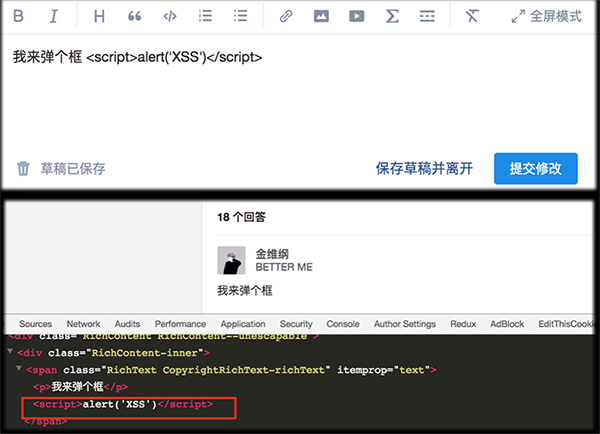 B I H “ </> Σ 全屏模式
我来弹个框 <script>alert('XSS')</script>
草稿已保存 保存草稿并离开 提交修改
18 个回答
金维纲
BETTER ME
我来弹个框
Sources Network Audits Performance Application Security Console Author Settings Redux AdBlock EditThisCookie
<div class="RichContent RichContent--unescapable">
<div class="RichContent-inner">
<span class="RichText CopyrightRichText-richText" itemprop="text">
<p>我来弹个框</p>
<script>alert('XSS')</script>
</span>